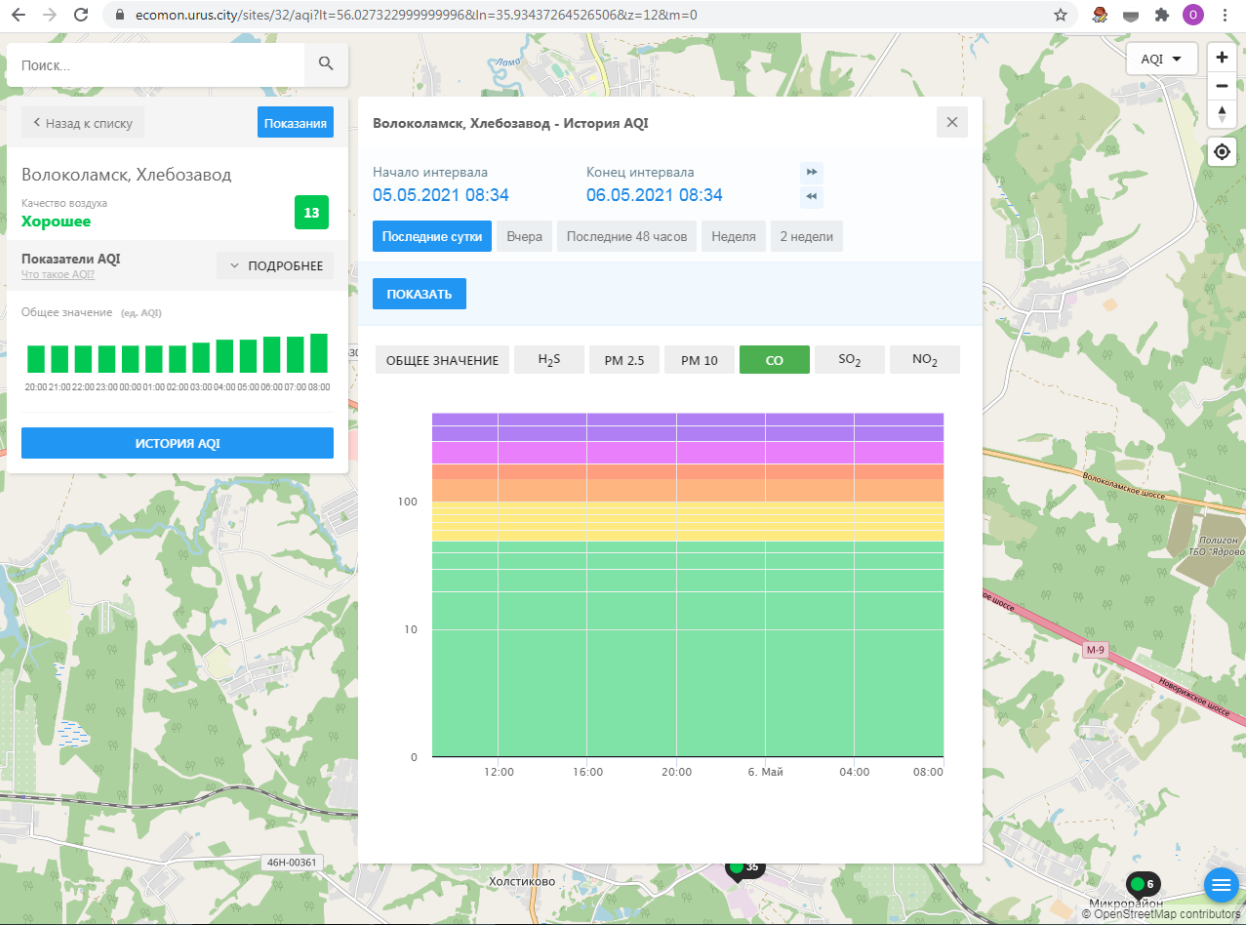 ecomon.urus.city/sites/32/aqi?lt=56.027322999999996&ln=35.93437264526506&z=12&m=0
O
Поиск...
AQI
Лама
Назад к списку
Показания
Волоколамск, Хлебозавод
Качество воздуха
Хорошее
13
Показатели AQI
Что такое AQI?
ПОДРОБНЕЕ
Общее значение (ед. AQI)
20:00 21:00 22:00 23:00 00:00 01:00 02:00 03:00 04:00 05:00 06:00 07:00 08:00
ИСТОРИЯ AQI
Волоколамск, Хлебозавод - История AQI
Начало интервала
05.05.2021 08:34
Конец интервала
06.05.2021 08:34
Последние сутки
Вчера
Последние 48 часов
Неделя
2 недели
ПОКАЗАТЬ
ОБЩЕЕ ЗНАЧЕНИЕ
H2S
PM 2.5
PM 10
CO
SO2
NO2
100
10
0
12:00
16:00
20:00
6. Май
04:00
08:00
Волоколамское шоссе
Полигон
ТБО "Ядрово
ое шоссе
M-9
Новорижское шоссе
46Н-00361
Холстиково
35
6
Микрорайон
© OpenStreetMap contributors